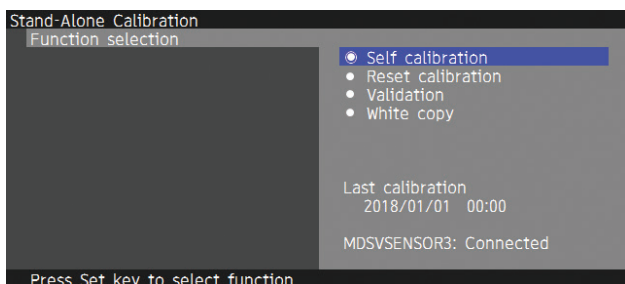 Stand-Alone Calibration
Function selection
Self calibration
Reset calibration
Validation
White copy
Last calibration
2018/01/01 00:00
MDSVSENSOR3: Connected
Press Set key to select function